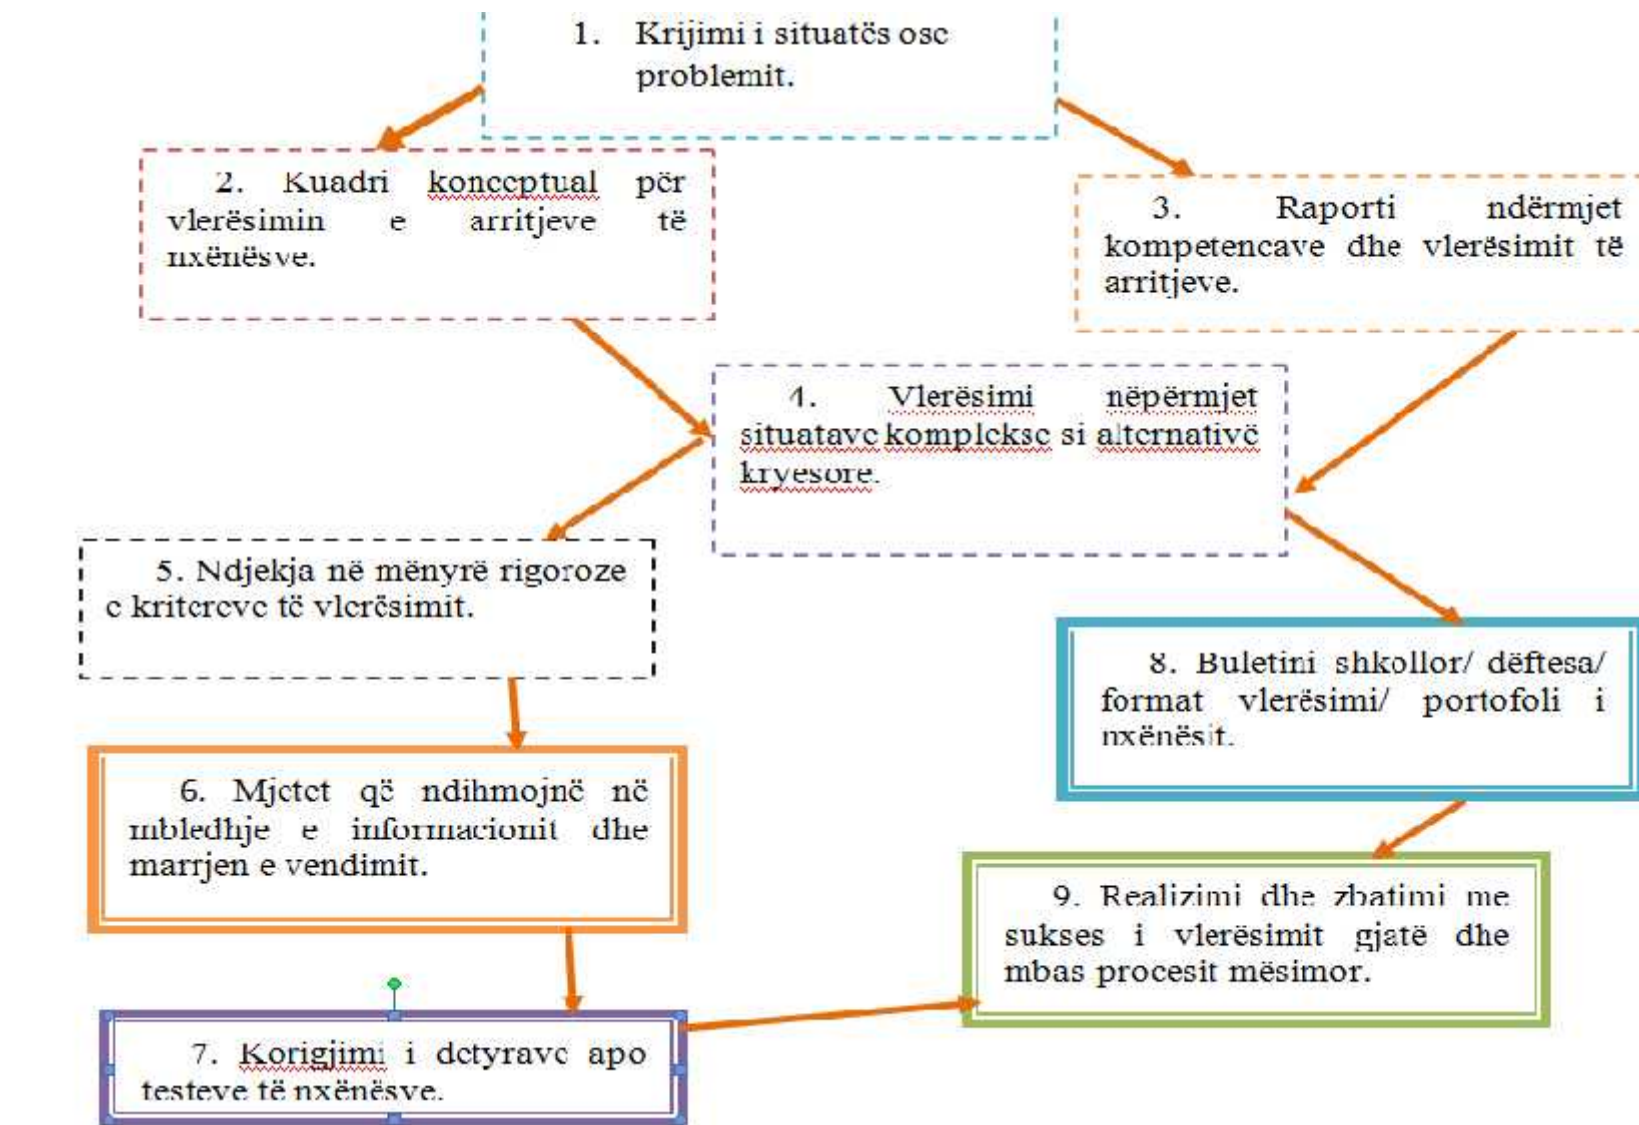 1. Krijimi i situatës ose
problemit.
2. Kuadri konceptual për
vlerësimin e arritjeve të
nxënësve.
3. Raporti ndërmjet
kompetencave dhe vlerësimit të
arritjeve.
4. Vlerësimi nëpërmjet
situatave komplekse si alternativë
kryesore.
5. Ndjekja në mënyrë rigoroze
e kritereve të vlerësimit.
6. Mjetet që ndihmojnë në
mbledhje e informacionit dhe
marrjen e vendimit.
7. Korigjimi i detyrave apo
testeve të nxënësve.
8. Buletini shkollor/ dëftesa/
format vlerësimi/ portofoli i
nxënësit.
9. Realizimi dhe zbatimi me
sukses i vlerësimit gjatë dhe
mbas procesit mësimor.